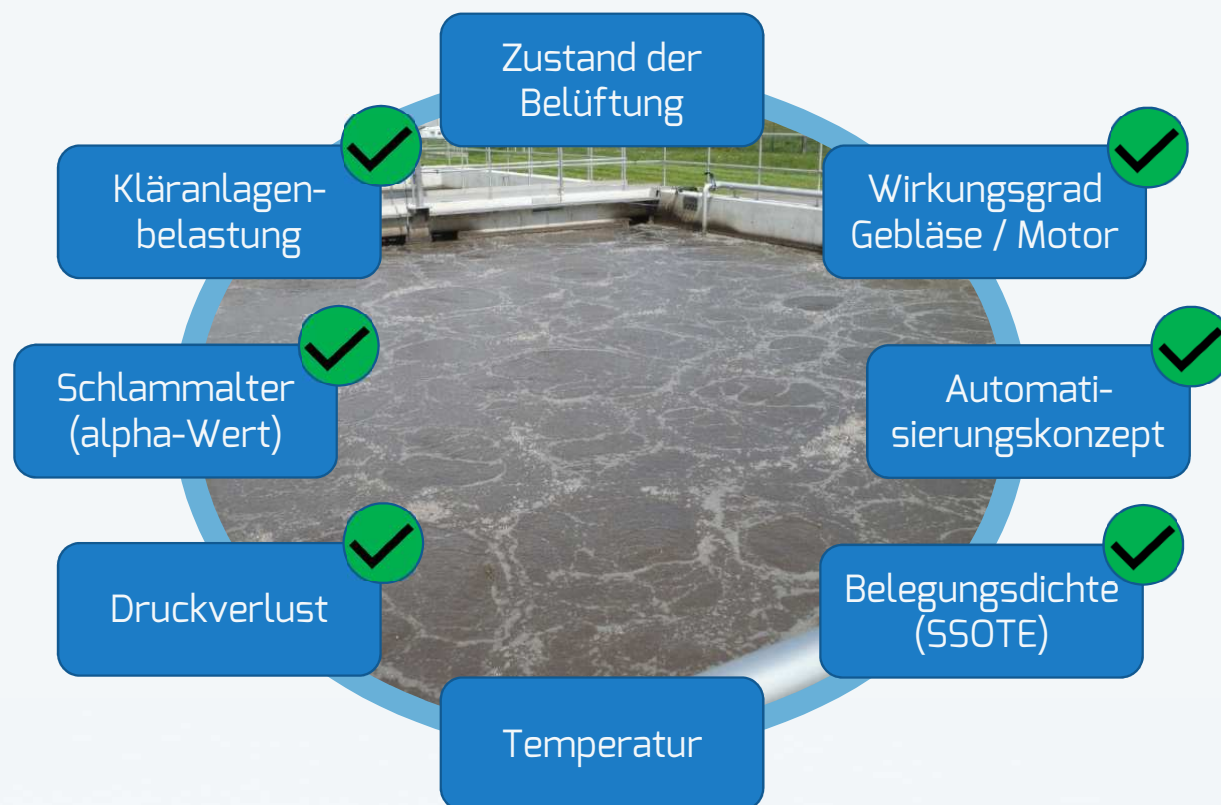 Zustand der
Belüftung
Kläranlagen-
belastung
Wirkungsgrad
Gebläse / Motor
Schlammalter
(alpha-Wert)
Automati-
sierungskonzept
Druckverlust
Belegungsdichte
(SSOTE)
Temperatur